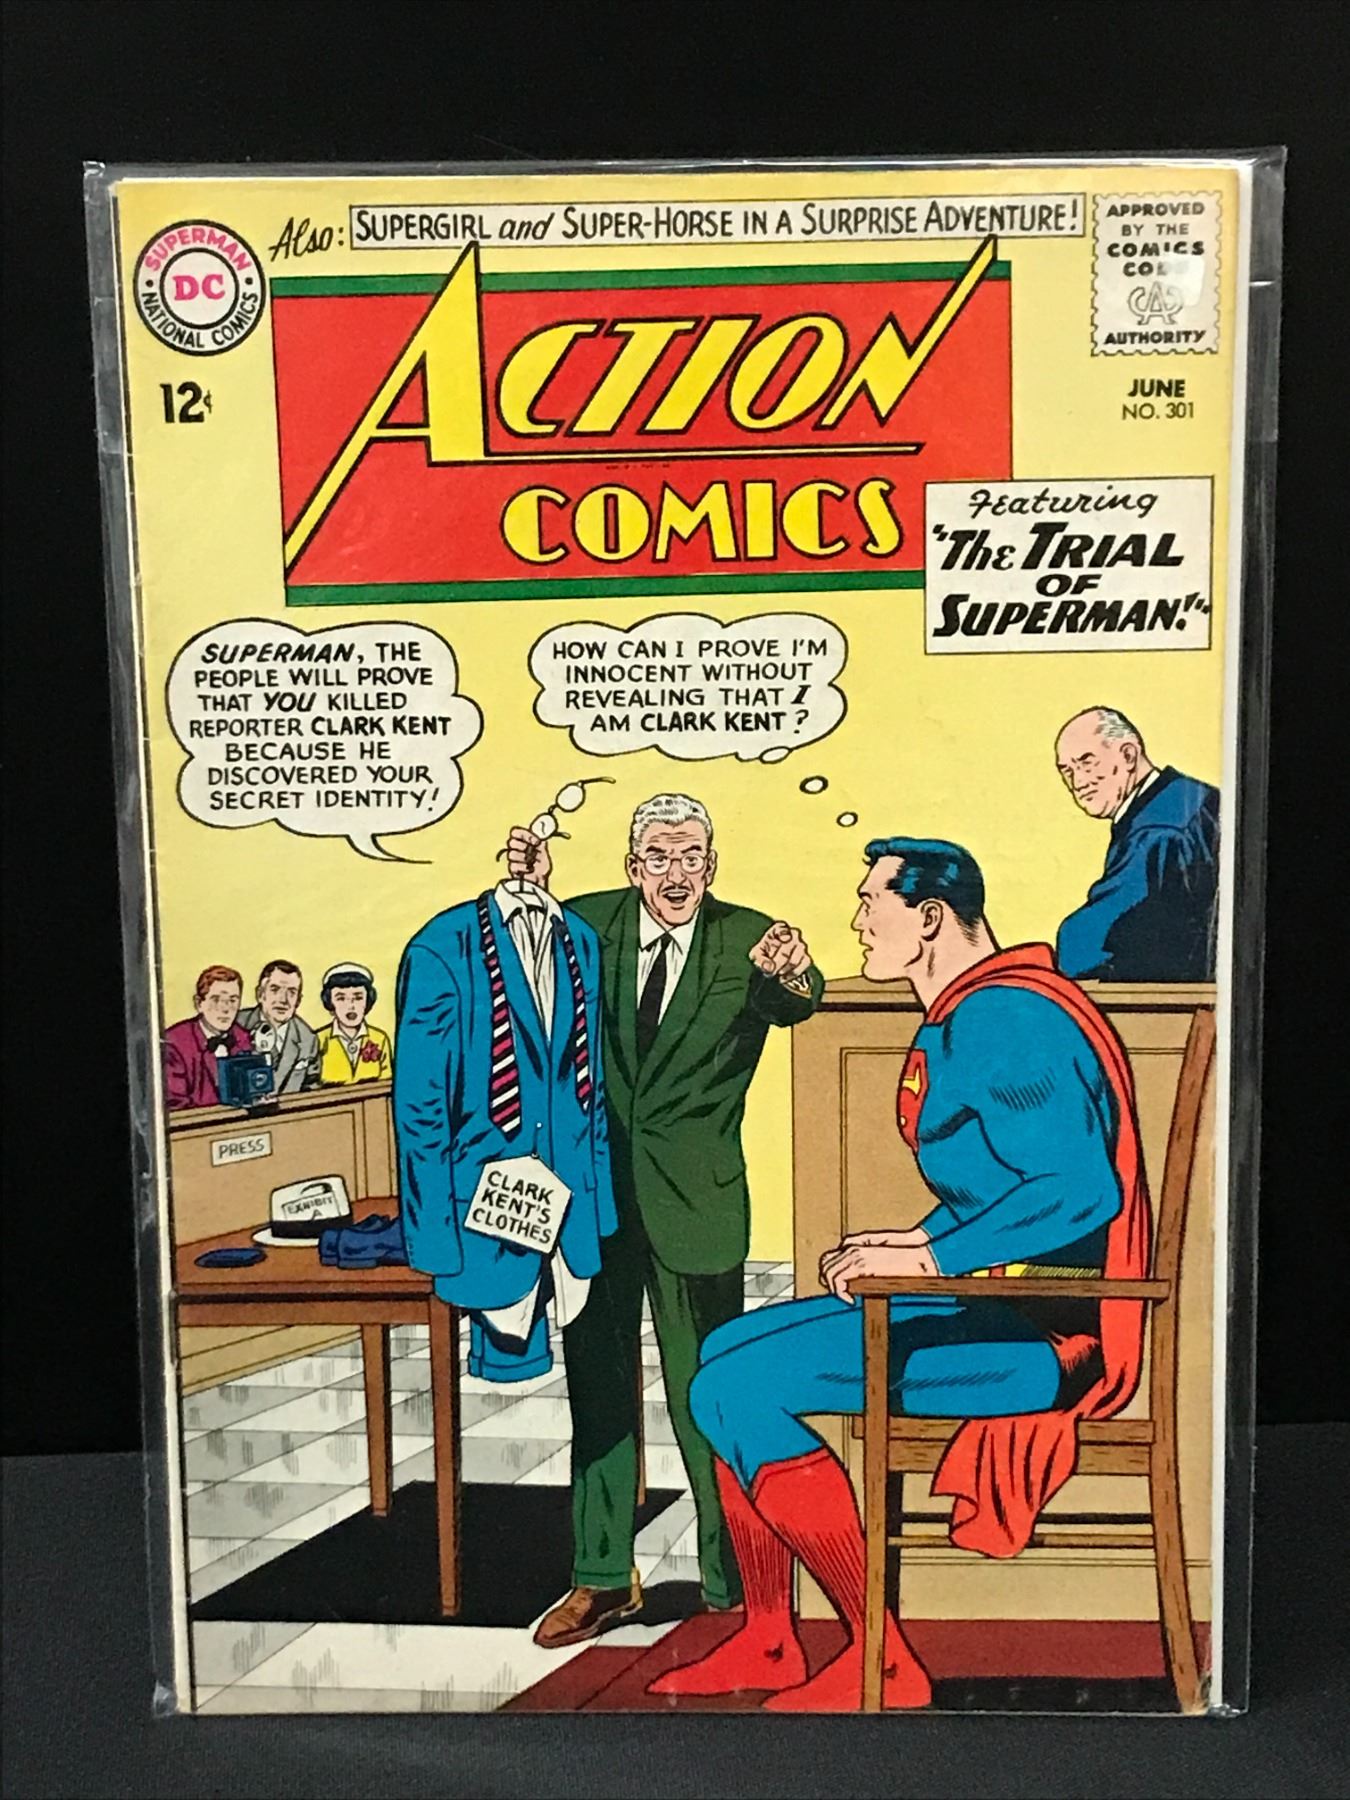 Also: SUPERGIRL and SUPER-HORSE IN A SURPRISE ADVENTURE!
SUPERMAN
DC
NATIONAL COMICS
APPROVED
BY THE
COMICS
AUTHORITY
12¢
ACTION
COMICS
JUNE
NO. 301
Featuring
"THE TRIAL
OF
SUPERMAN!"
SUPERMAN, THE
PEOPLE WILL PROVE
THAT YOU KILLED
REPORTER CLARK KENT
BECAUSE HE
DISCOVERED YOUR
SECRET IDENTITY!
HOW CAN I PROVE I'M
INNOCENT WITHOUT
REVEALING THAT I
AM CLARK KENT?
PRESS
EXHIBIT
A
CLARK
KENT'S
CLOTHES